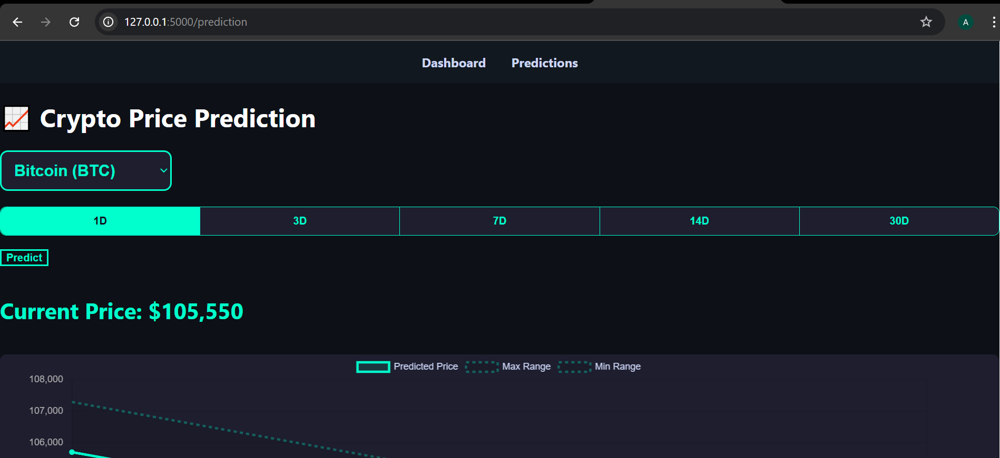 127.0.0.1:5000/prediction
A
Dashboard Predictions
Crypto Price Prediction
Bitcoin (BTC)
1D 3D 7D 14D 30D
Predict
Current Price: $105,550
Predicted Price Max Range Min Range
108,000
107,000
106,000